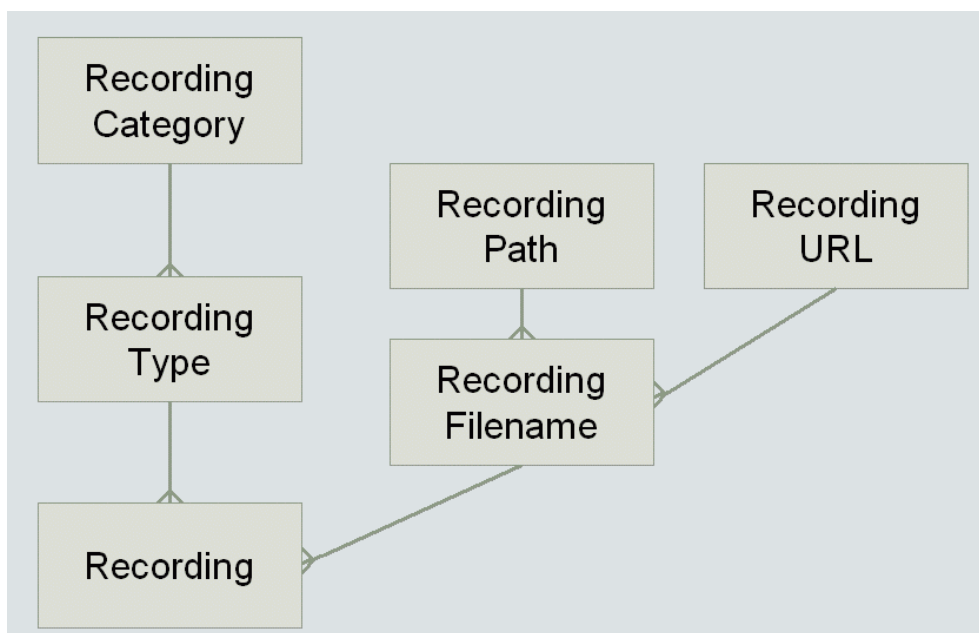 Recording
Category
Recording
Path
Recording
URL
Recording
Type
Recording
Filename
Recording